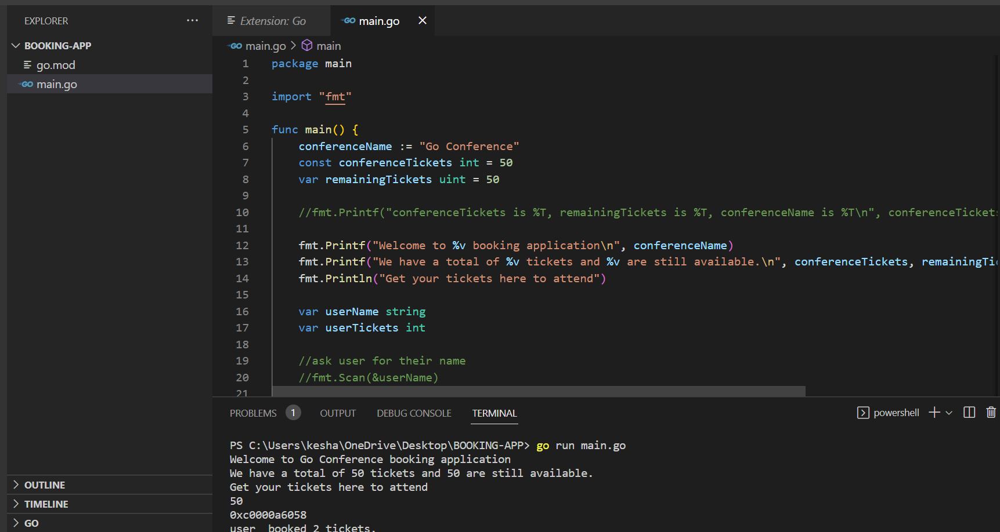 EXPLORER ···
BOOKING-APP
go.mod
GO main.go
OUTLINE
TIMELINE
GO
Extension: Go
GO main.go
GO main.go > main
1 package main
2
3 import "fmt"
4
5 func main() {
6 conferenceName := "Go Conference"
7 const conferenceTickets int = 50
8 var remainingTickets uint = 50
9
10 //fmt.Printf("conferenceTickets is %T, remainingTickets is %T, conferenceName is %T\n", conferenceTickets
11
12 fmt.Printf("Welcome to %v booking application\n", conferenceName)
13 fmt.Printf("We have a total of %v tickets and %v are still available.\n", conferenceTickets, remainingTi
14 fmt.Println("Get your tickets here to attend")
15
16 var userName string
17 var userTickets int
18
19 //ask user for their name
20 //fmt.Scan(&userName)
21
PROBLEMS 1 OUTPUT DEBUG CONSOLE TERMINAL powershell
PS C:\Users\kesha\OneDrive\Desktop\BOOKING-APP> go run main.go
Welcome to Go Conference booking application
We have a total of 50 tickets and 50 are still available.
Get your tickets here to attend
50
0xc0000a6058
user  booked 2 tickets.